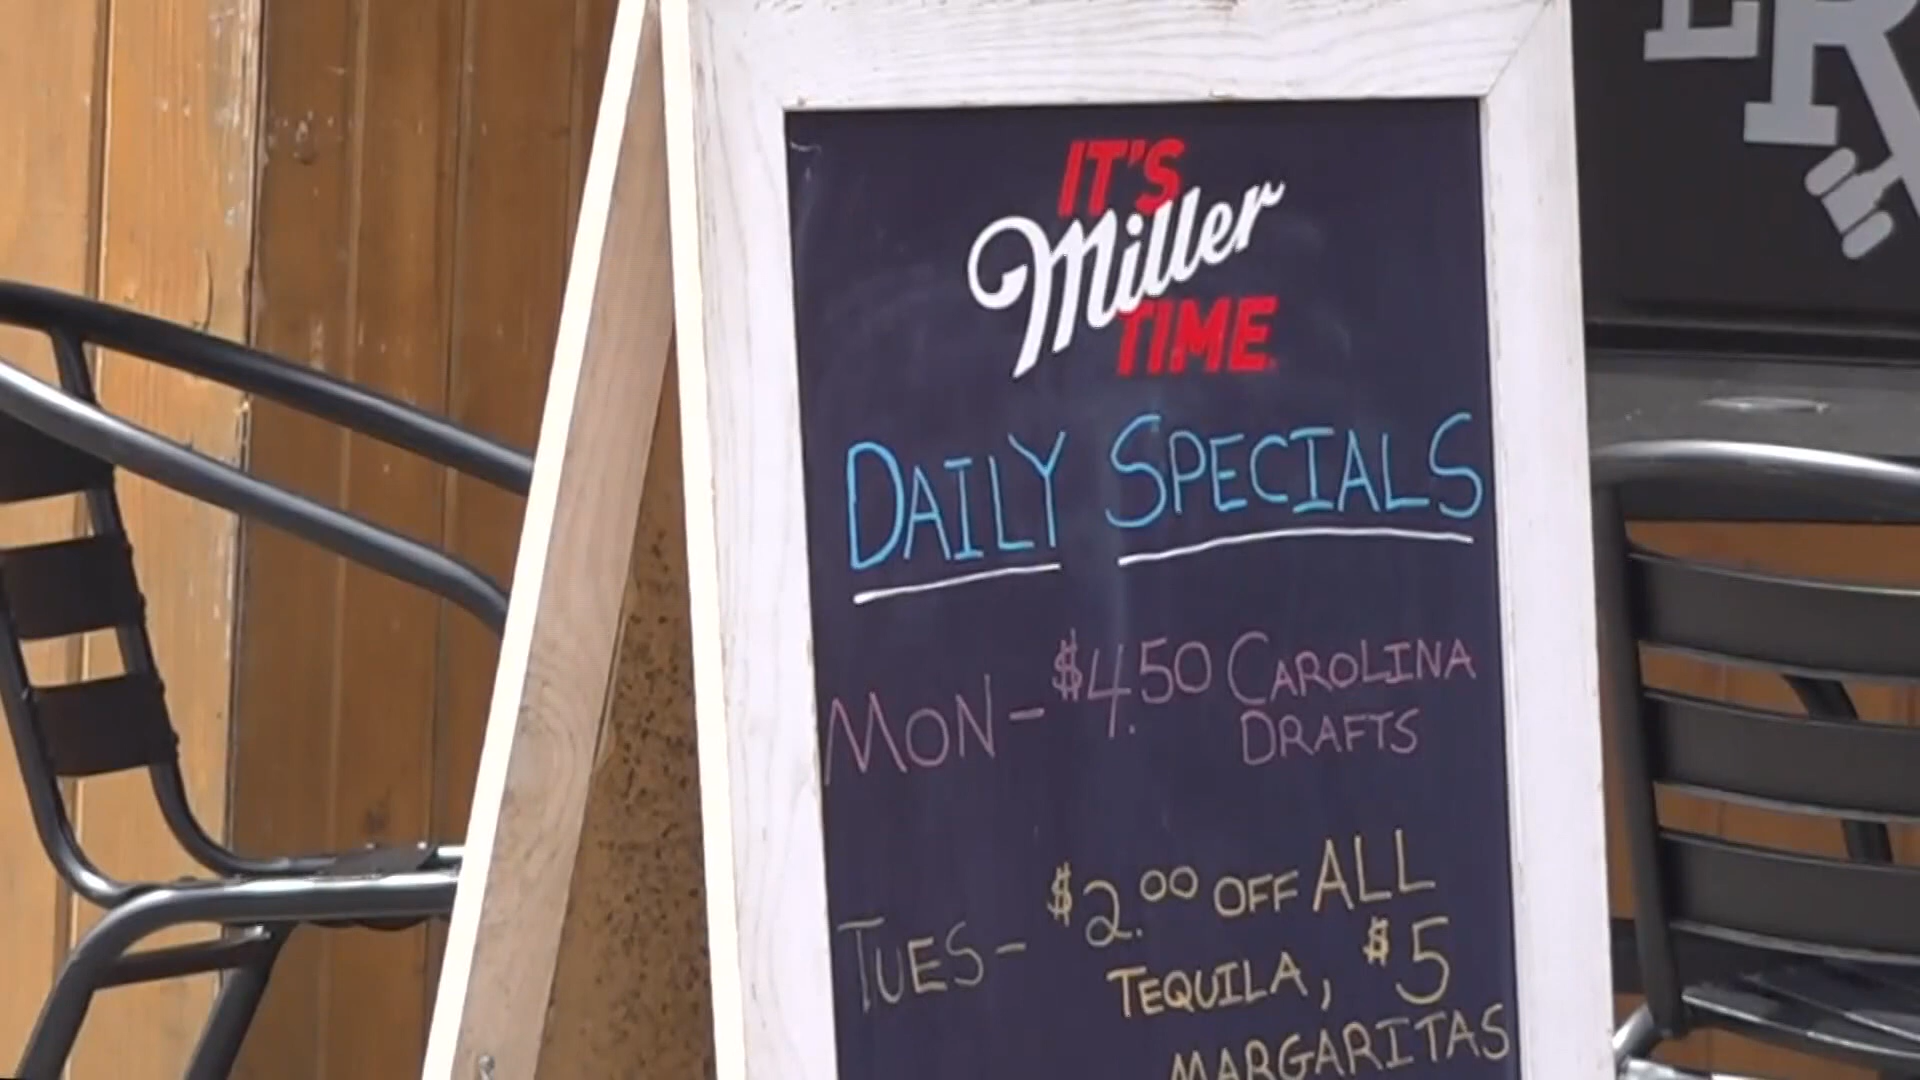 IT'S
Miller
TIME
DAILY SPECIALS
MON-$4.50 CAROLINA
DRAFTS
TUES- $2.00 OFF ALL
TEQUILA, $5
MARGARITAS